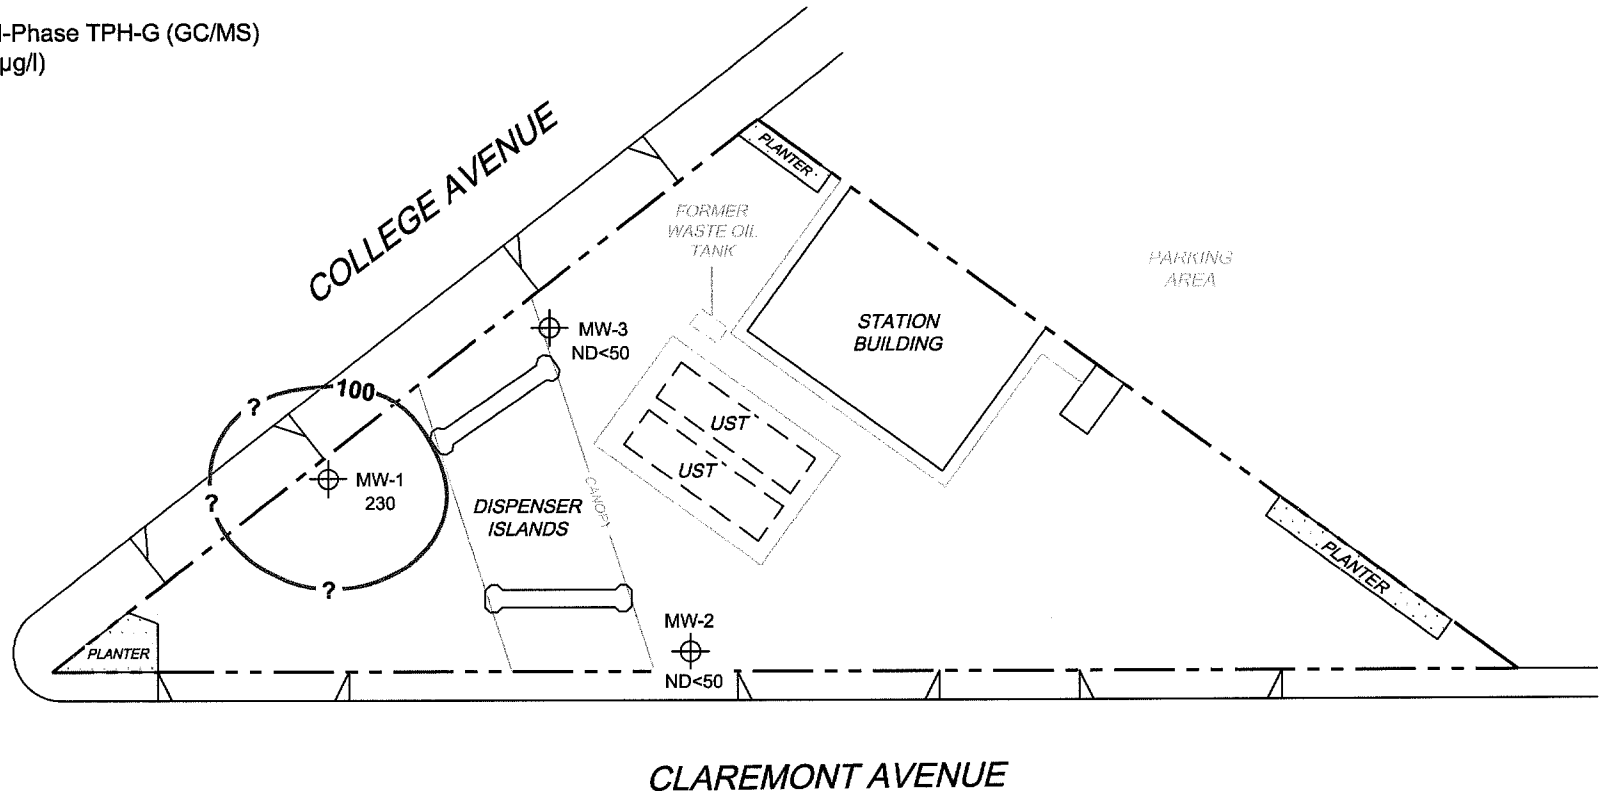 l-Phase TPH-G (GC/MS)
µg/l)
COLLEGE AVENUE
PLANTER
FORMER
WASTE OIL
TANK
PARKING
AREA
STATION
BUILDING
MW-3
ND<50
100
?
UST
UST
MW-1
230
?
CANOPY
DISPENSER
ISLANDS
?
PLANTER
MW-2
ND<50
PLANTER
CLAREMONT AVENUE